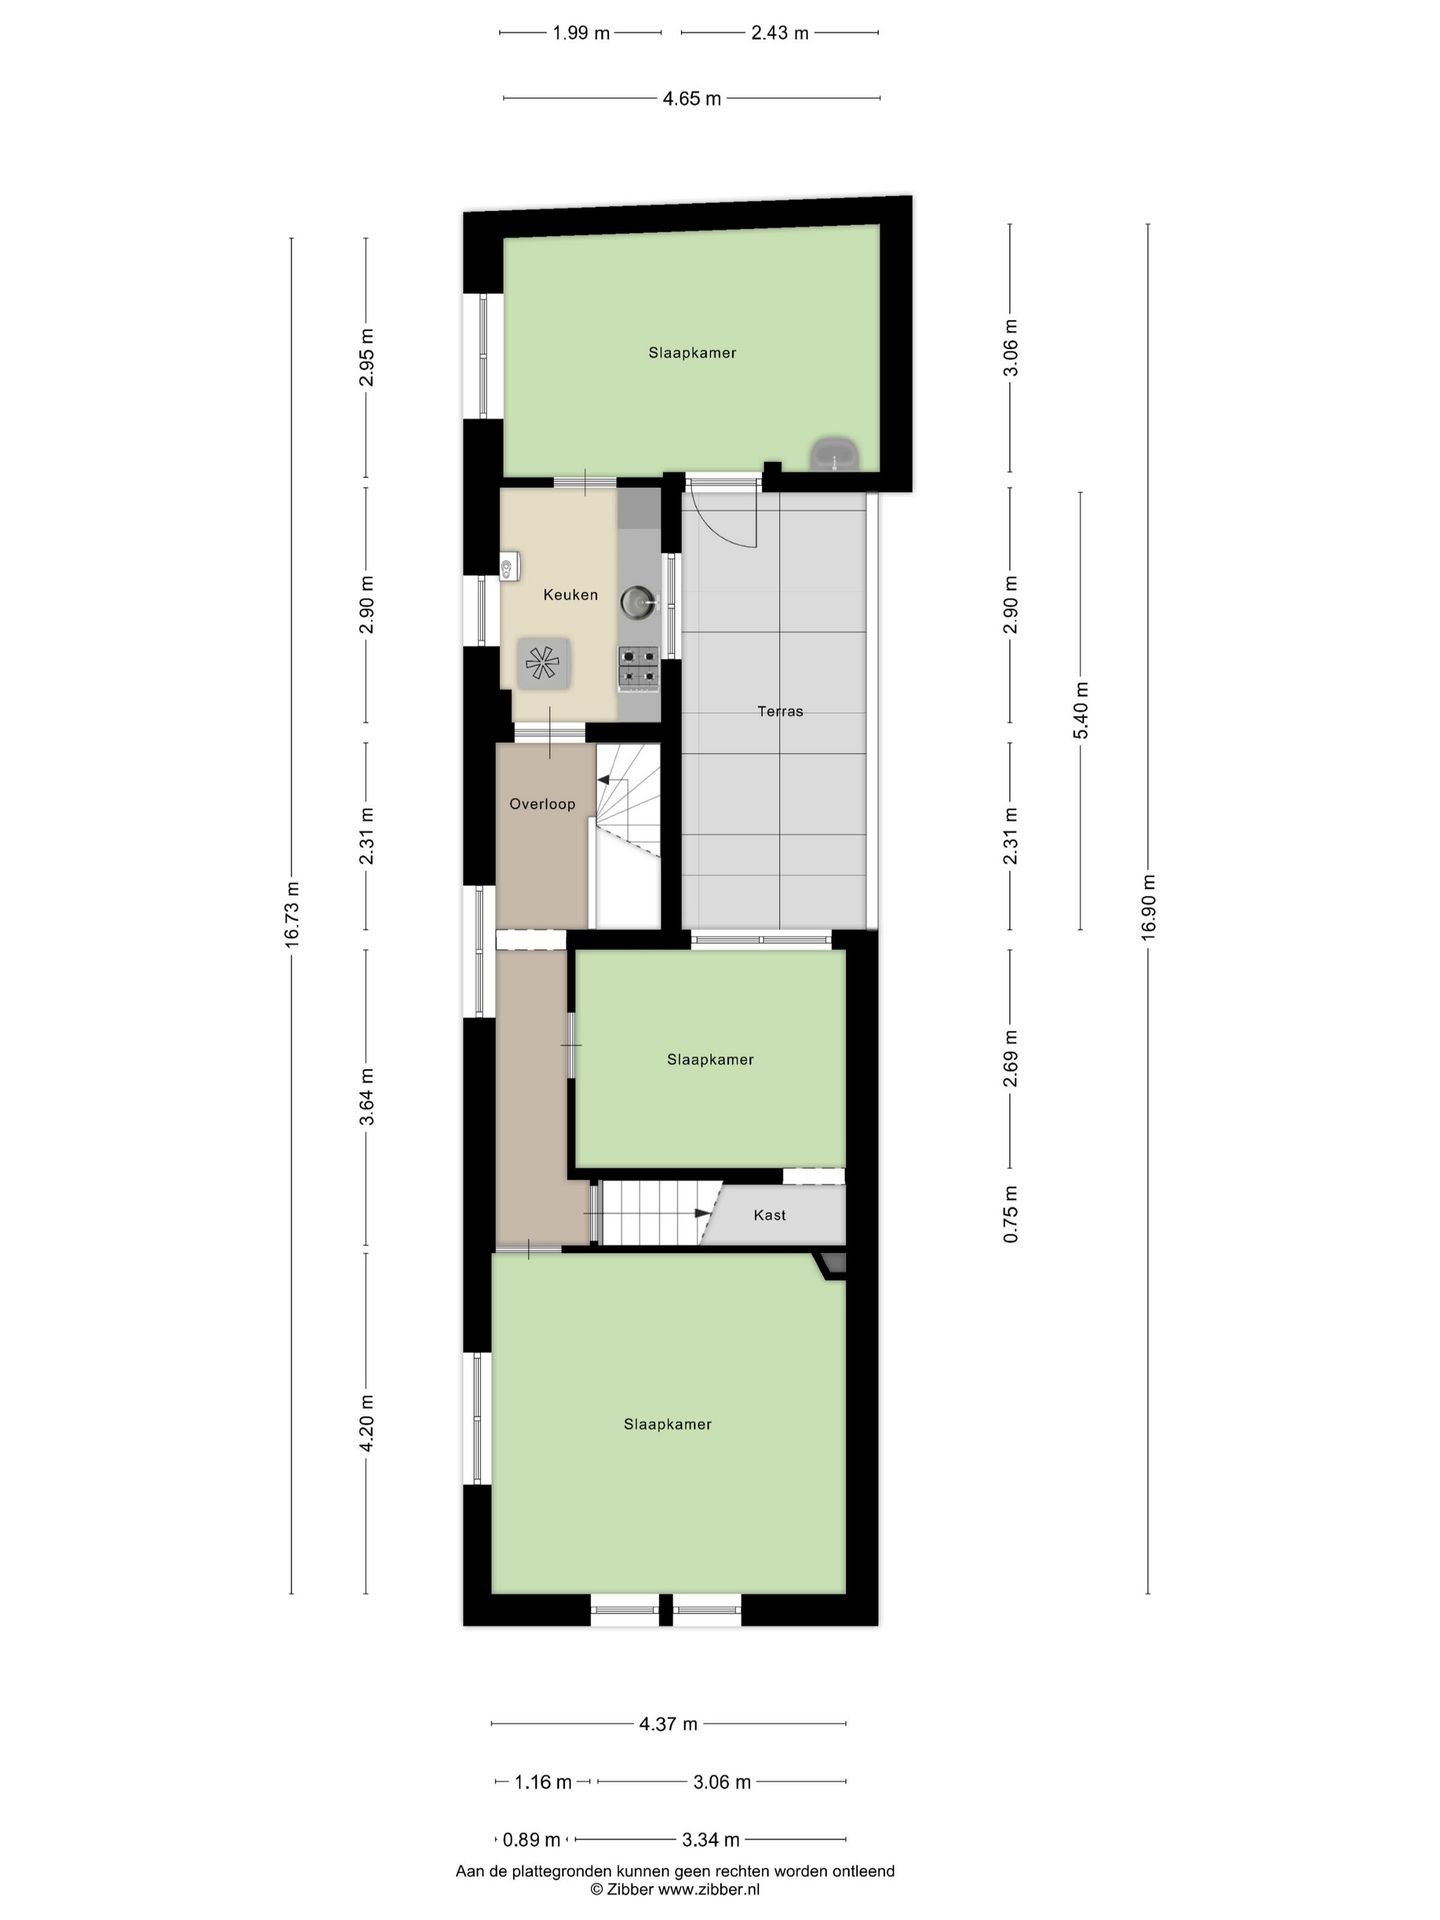 1.99 m 2.43 m
4.65 m
Slaapkamer
2.95 m
3.06 m
Keuken
2.90 m
2.90 m
Terras
5.40 m
Overloop
2.31 m
2.31 m
16.73 m
16.90 m
Slaapkamer
2.69 m
3.64 m
Kast
0.75 m
Slaapkamer
4.20 m
4.37 m
1.16 m 3.06 m
0.89 m 3.34 m
Aan de plattegronden kunnen geen rechten worden ontleend
© Zibber www.zibber.nl